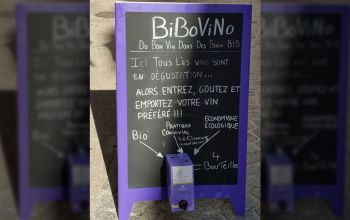 BiBoViNo
Du Bon Vin Dans Des Beaux BIB
Ici Tous Les vins sont
en dégustation...
Alors entrez, goutez et
emportez votre vin
préféré !!!
Pratique
Convivial
Economique
Écologique
Bio
4
Bouteilles